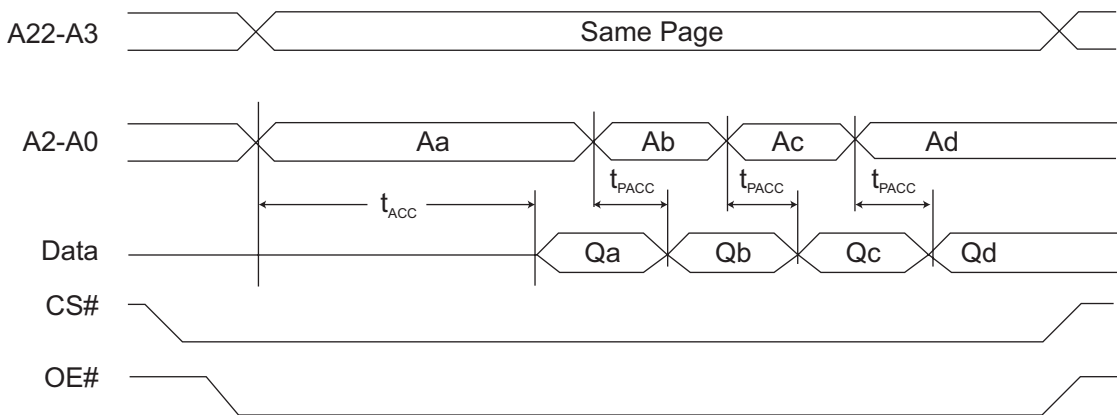 A22-A3 Same Page
A2-A0 Aa Ab Ac Ad
tACC tPACC tPACC tPACC
Data Qa Qb Qc Qd
CS#
OE#